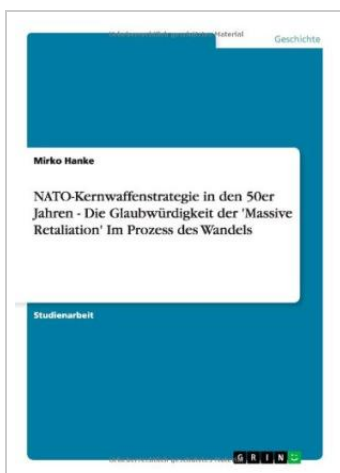 Geschichte
Mirko Hanke
NATO-Kernwaffenstrategie in den 50er
Jahren - Die Glaubwürdigkeit der 'Massive
Retaliation' Im Prozess des Wandels
Studienarbeit
GRIN